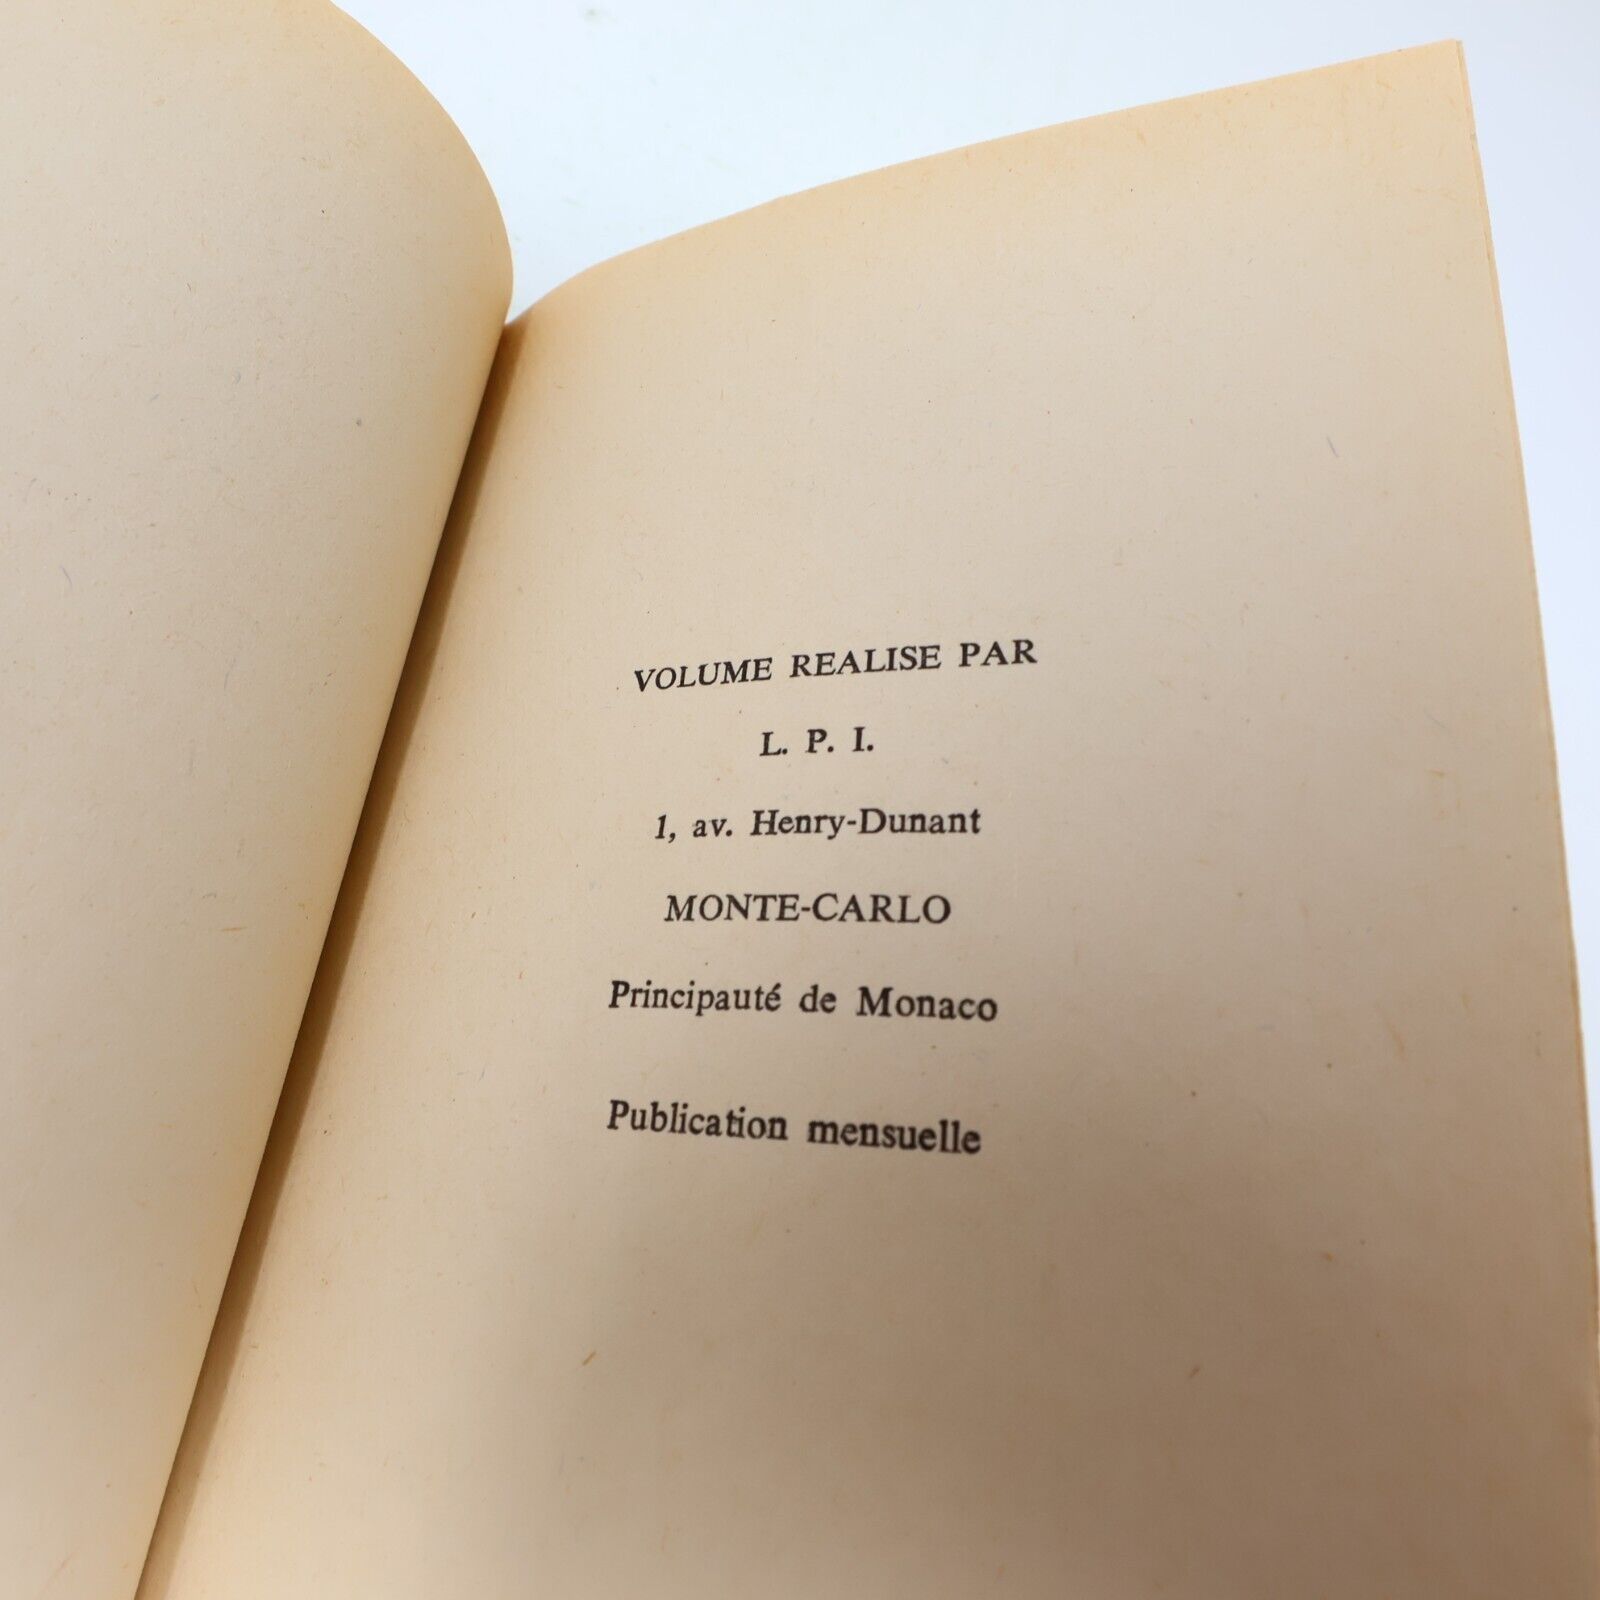 VOLUME REALISE PAR
L. P. I.
1, av. Henry-Dunant
MONTE-CARLO
Principauté de Monaco
Publication mensuelle